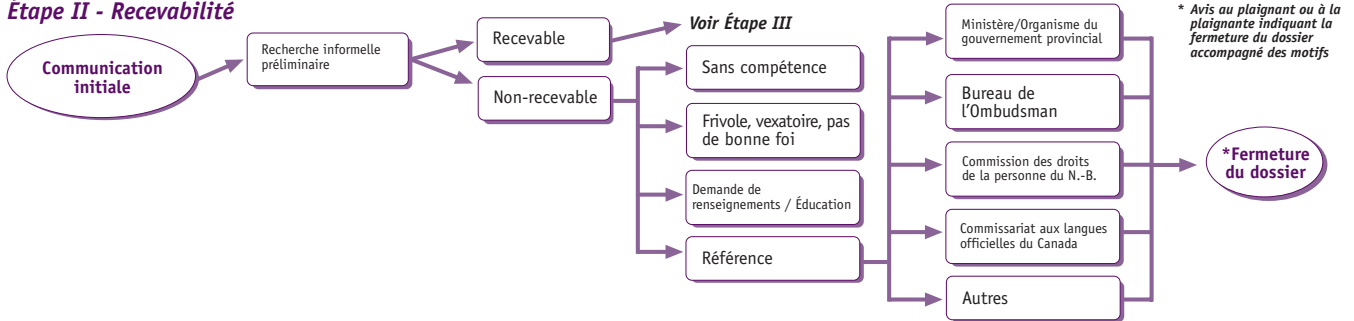 Étape II - Recevabilité
Communication
initiale
Recherche informelle
préliminaire
Recevable
Non-recevable
Voir Étape III
Sans compétence
Frivole, vexatoire, pas
de bonne foi
Demande de
renseignements / Éducation
Référence
Ministère/Organisme du
gouvernement provincial
Bureau de
l'Ombudsman
Commission des droits
de la personne du N.-B.
Commissariat aux langues
officielles du Canada
Autres
* Avis au plaignant ou à la
plaignante indiquant la
fermeture du dossier
accompagné des motifs
*Fermeture
du dossier